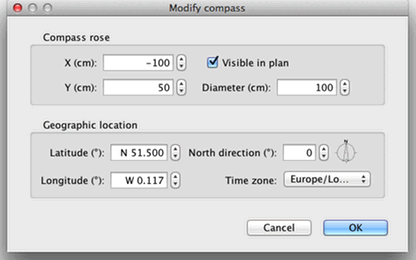 Modify compass
Compass rose
X (cm): -100 Visible in plan
Y (cm): 50 Diameter (cm): 100
Geographic location
N
Latitude (°): N 51.500 North direction (°): 0
Longitude (°): W 0.117 Time zone: Europe/Lo...
Cancel OK